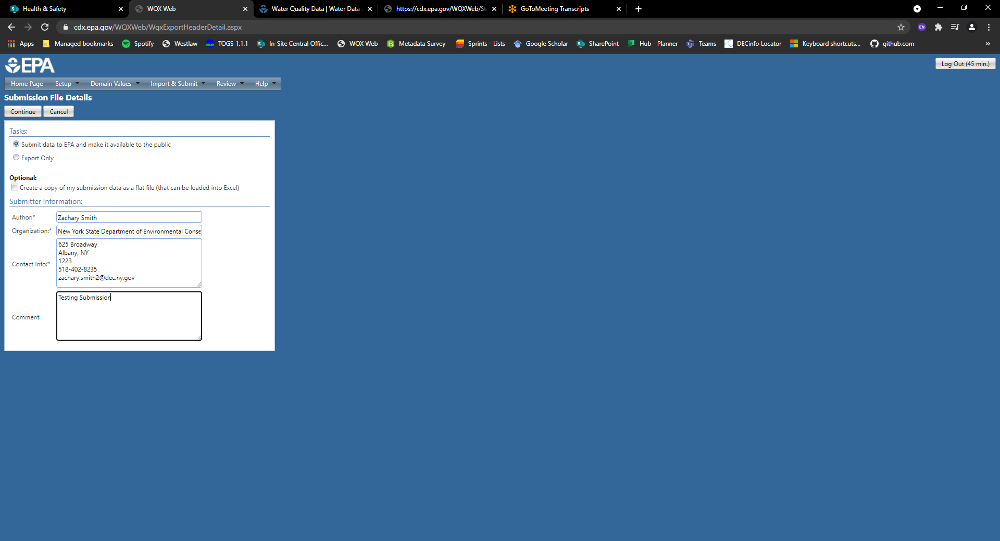 Health & Safety
WQX Web
Water Quality Data | Water Data
https://cdx.epa.gov/WQXWeb/St
GoToMeeting Transcripts
cdx.epa.gov/WQXWeb/WqxExportHeaderDetail.aspx
EN
Apps
Managed bookmarks
Spotify
Westlaw
TOGS 1.1.1
In-Site Central Offic...
WQX Web
Metadata Survey
Sprints - Lists
Google Scholar
SharePoint
Hub - Planner
Teams
DECinfo Locator
Keyboard shortcuts...
github.com
»
EPA
Log Out (45 min.)
Home Page
Setup
Domain Values
Import & Submit
Review
Help
Submission File Details
Continue
Cancel
Tasks:
Submit data to EPA and make it available to the public
Export Only
Optional:
Create a copy of my submission data as a flat file (that can be loaded into Excel)
Submitter Information:
Author:*
Zachary Smith
Organization:*
New York State Department of Environmental Conse
Contact Info:*
625 Broadway
Albany, NY
1223
518-402-8235
zachary.smith2@dec.ny.gov
Comment:
Testing Submission